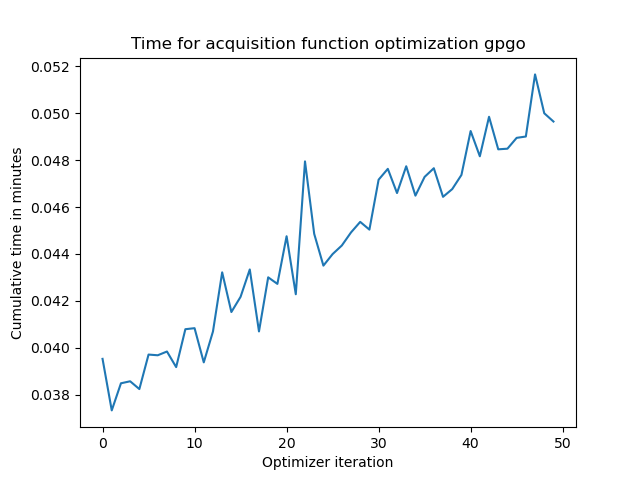 Time for acquisition function optimization gpgo
0.052
0.050
0.048
0.046
0.044
0.042
0.040
0.038
Cumulative time in minutes
0 10 20 30 40 50
Optimizer iteration